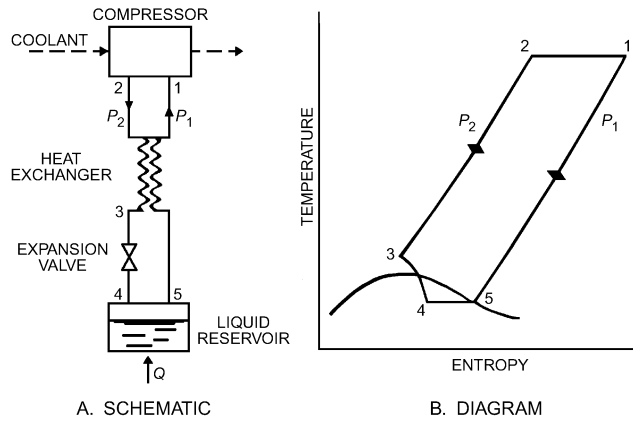 COMPRESSOR
COOLANT
2 1
P2 P1
HEAT
EXCHANGER
3
EXPANSION
VALVE
4 5
LIQUID
RESERVOIR
Q
A. SCHEMATIC
TEMPERATURE
2 1
P2 P1
3
4 5
ENTROPY
B. DIAGRAM